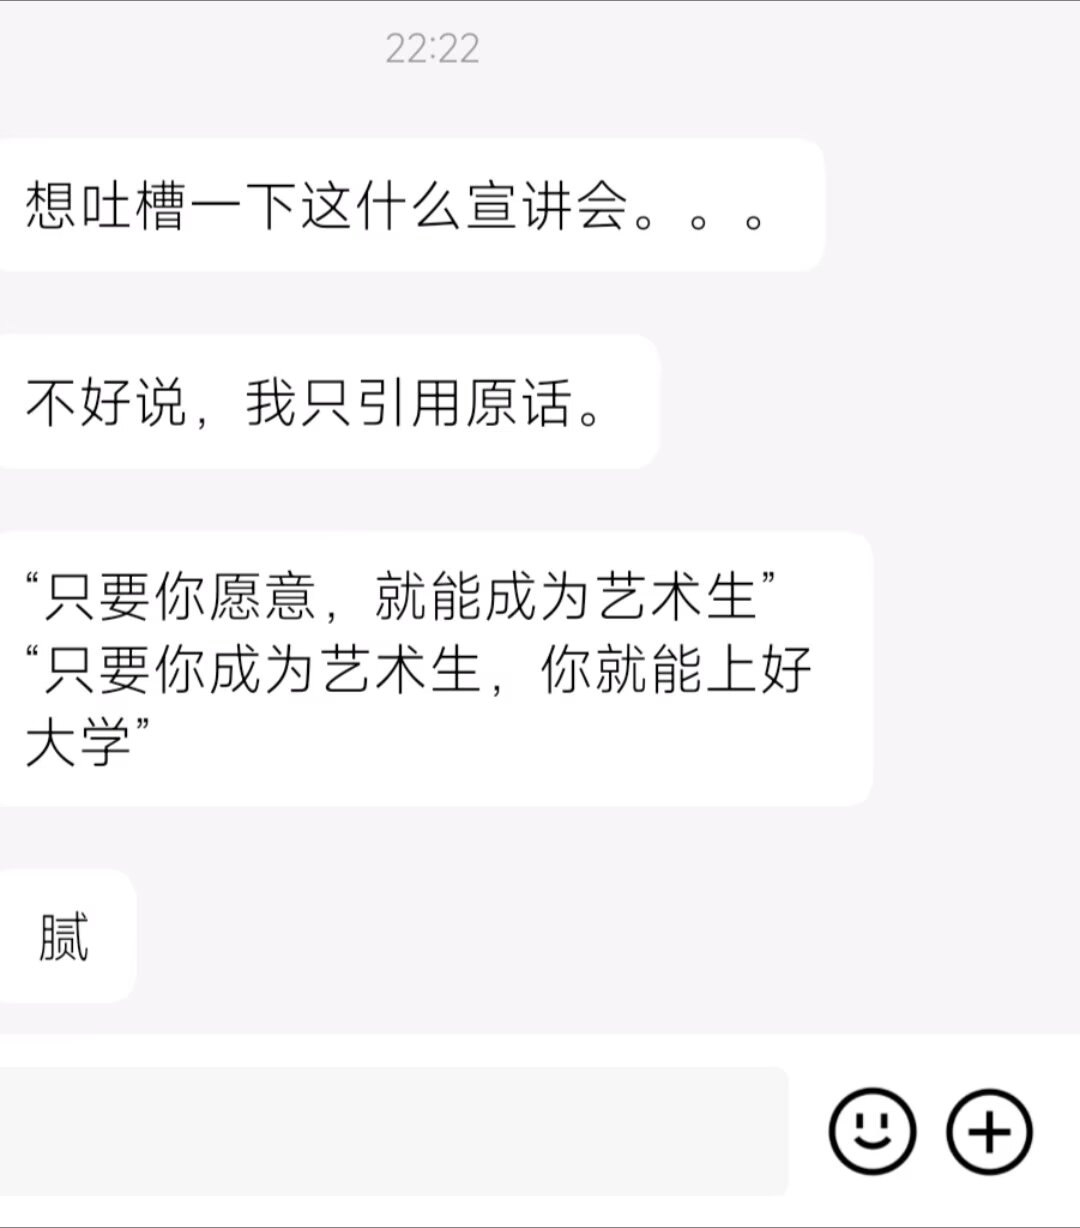 22:22
想吐槽一下这什么宣讲会。。。
不好说，我只引用原话。
“只要你愿意，就能成为艺术生”
“只要你成为艺术生，你就能上好
大学”
腻